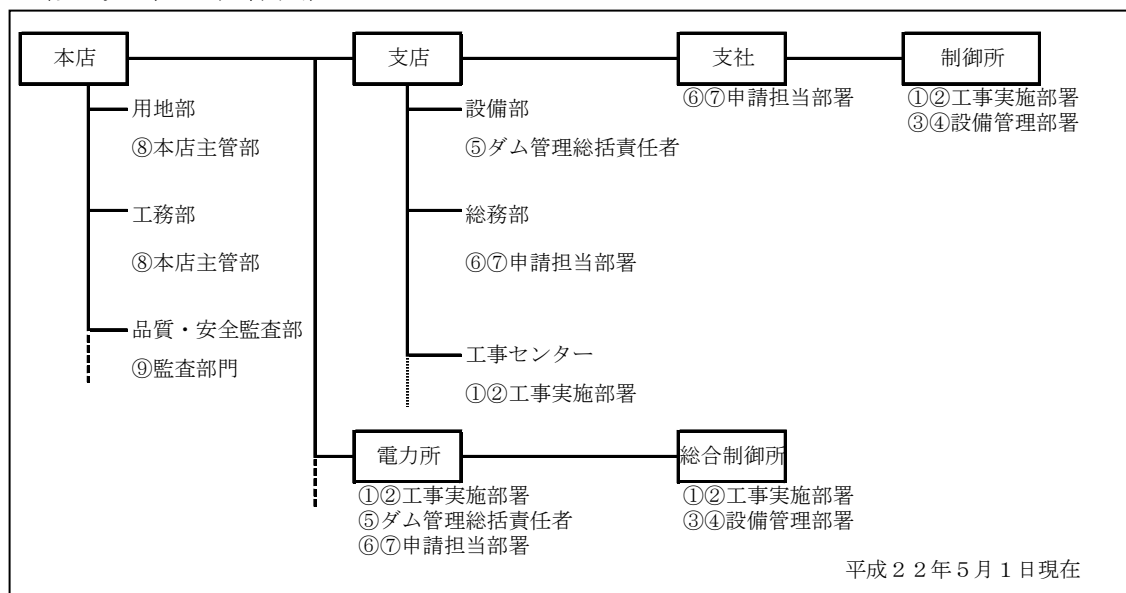 本店
支店
支社
制御所
⑥⑦申請担当部署
①②工事実施部署
③④設備管理部署
用地部
⑧本店主管部
設備部
⑤ダム管理総括責任者
工務部
⑧本店主管部
総務部
⑥⑦申請担当部署
品質・安全監査部
⑨監査部門
工事センター
①②工事実施部署
電力所
総合制御所
①②工事実施部署
⑤ダム管理総括責任者
⑥⑦申請担当部署
①②工事実施部署
③④設備管理部署
平成22年5月1日現在